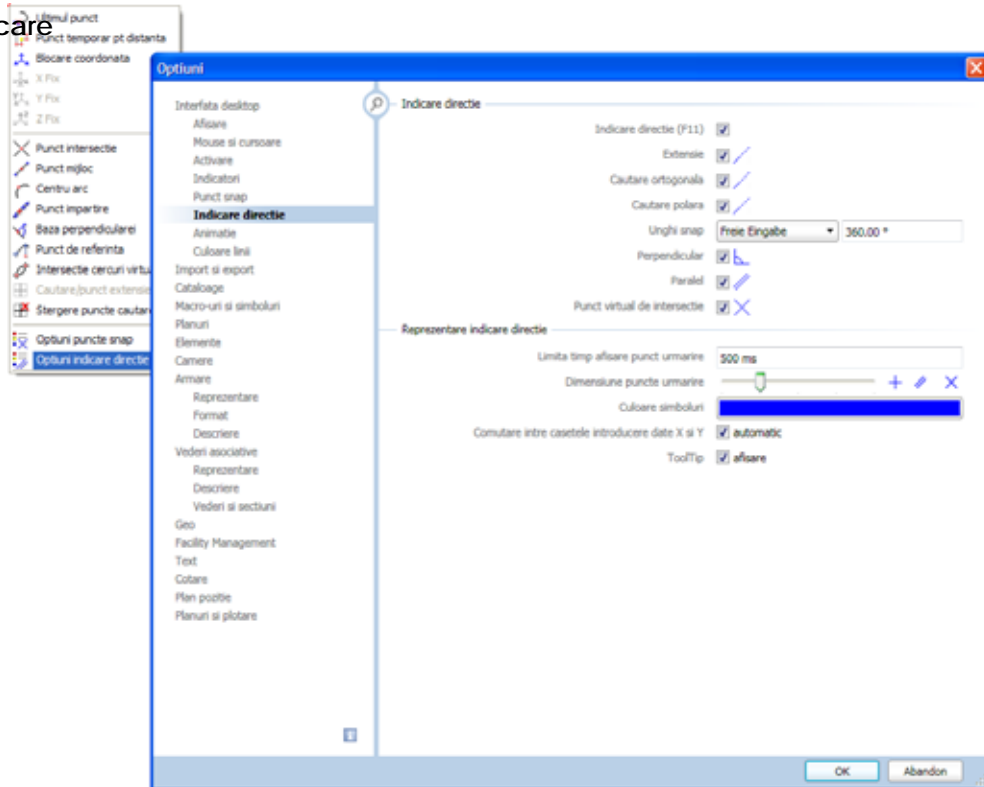 care
Ultimul punct
Punct temporar pt distanta
Blocare coordonata
X Fix
Y Fix
Z Fix
Punct intersectie
Punct mijloc
Centru arc
Punct impartire
Baza perpendicularei
Punct de referinta
Intersectie cercuri virtu
Cautare/punct extensie
Stergere puncte cautare
Optiuni puncte snap
Optiuni indicare directie
Optiuni
Interfata desktop
Afisare
Mouse si cursoare
Activare
Indicatori
Punct snap
Indicare directie
Animatie
Culoare linii
Import si export
Cataloage
Macro-uri si simboluri
Planuri
Elemente
Camere
Armare
Reprezentare
Format
Descriere
Vederi asociative
Reprezentare
Descriere
Vederi si sectiuni
Geo
Facility Management
Text
Cotare
Plan pozitie
Planuri si plotare
Indicare directie
Indicare directie (F11)
Extensie
Cautare ortogonala
Cautare polara
Unghi snap Freie Eingabe 360.00 °
Perpendicular
Paralel
Punct virtual de intersectie
Reprezentare indicare directie
Limita timp afisare punct urmarire 500 ms
Dimensiune puncte urmarire
Culoare simboluri
Comutare intre casetele introducere date X si Y automatic
ToolTip afisare
OK Abandon